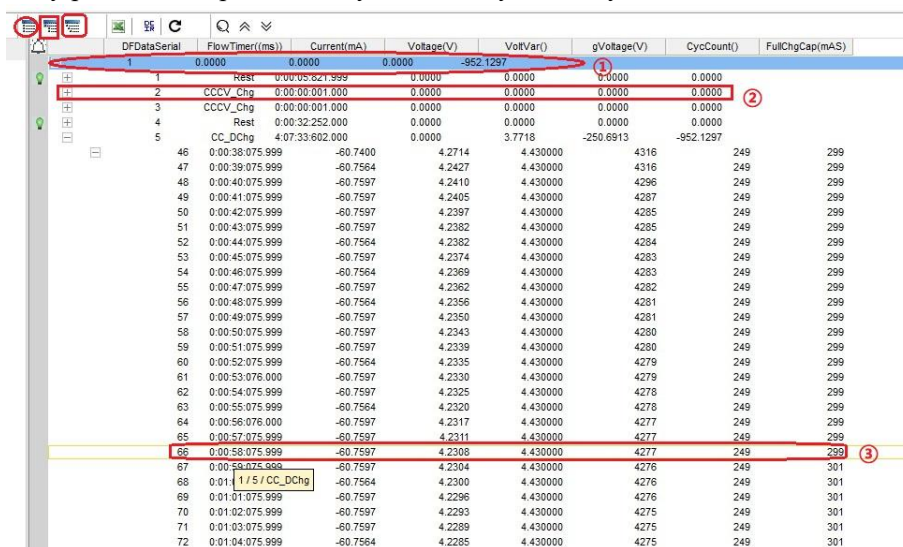 DFDataSerial FlowTimer((ms)) Current(mA) Voltage(V) VoltVar() gVoltage(V) CycCount() FullChgCap(mAS)
1 0.0000 0.0000 0.0000 -952.1297 ①
1 Rest 0:00:05:821.999 0.0000 0.0000 0.0000 0.0000
2 CCCV_Chg 0:00:00:001.000 0.0000 0.0000 0.0000 0.0000 ②
3 CCCV_Chg 0:00:00:001.000 0.0000 0.0000 0.0000 0.0000
4 Rest 0:00:32:252.000 0.0000 0.0000 0.0000 0.0000
5 CC_DChg 4:07:33:602.000 0.0000 3.7718 -250.6913 -952.1297
46 0:00:38:075.999 -60.7400 4.2714 4.430000 4316 249 299
47 0:00:39:075.999 -60.7564 4.2427 4.430000 4316 249 299
48 0:00:40:075.999 -60.7597 4.2410 4.430000 4296 249 299
49 0:00:41:075.999 -60.7597 4.2405 4.430000 4287 249 299
50 0:00:42:075.999 -60.7597 4.2397 4.430000 4285 249 299
51 0:00:43:075.999 -60.7597 4.2382 4.430000 4285 249 299
52 0:00:44:075.999 -60.7564 4.2382 4.430000 4284 249 299
53 0:00:45:075.999 -60.7597 4.2374 4.430000 4283 249 299
54 0:00:46:075.999 -60.7564 4.2369 4.430000 4283 249 299
55 0:00:47:075.999 -60.7597 4.2362 4.430000 4282 249 299
56 0:00:48:075.999 -60.7564 4.2356 4.430000 4281 249 299
57 0:00:49:075.999 -60.7597 4.2350 4.430000 4281 249 299
58 0:00:50:075.999 -60.7597 4.2343 4.430000 4280 249 299
59 0:00:51:075.999 -60.7597 4.2339 4.430000 4280 249 299
60 0:00:52:075.999 -60.7564 4.2335 4.430000 4279 249 299
61 0:00:53:076.000 -60.7597 4.2330 4.430000 4279 249 299
62 0:00:54:075.999 -60.7597 4.2325 4.430000 4278 249 299
63 0:00:55:075.999 -60.7564 4.2320 4.430000 4278 249 299
64 0:00:56:076.000 -60.7597 4.2317 4.430000 4277 249 299
65 0:00:57:075.999 -60.7597 4.2311 4.430000 4277 249 299
66 0:00:58:075.999 -60.7597 4.2308 4.430000 4277 249 299 ③
67 0:00:59:075.999 -60.7597 4.2304 4.430000 4276 249 301
68 0:01: 1 / 5 / CC_DChg -60.7564 4.2300 4.430000 4276 249 301
69 0:01:01:075.999 -60.7597 4.2296 4.430000 4276 249 301
70 0:01:02:075.999 -60.7597 4.2293 4.430000 4275 249 301
71 0:01:03:075.999 -60.7597 4.2289 4.430000 4275 249 301
72 0:01:04:075.999 -60.7564 4.2285 4.430000 4275 249 301